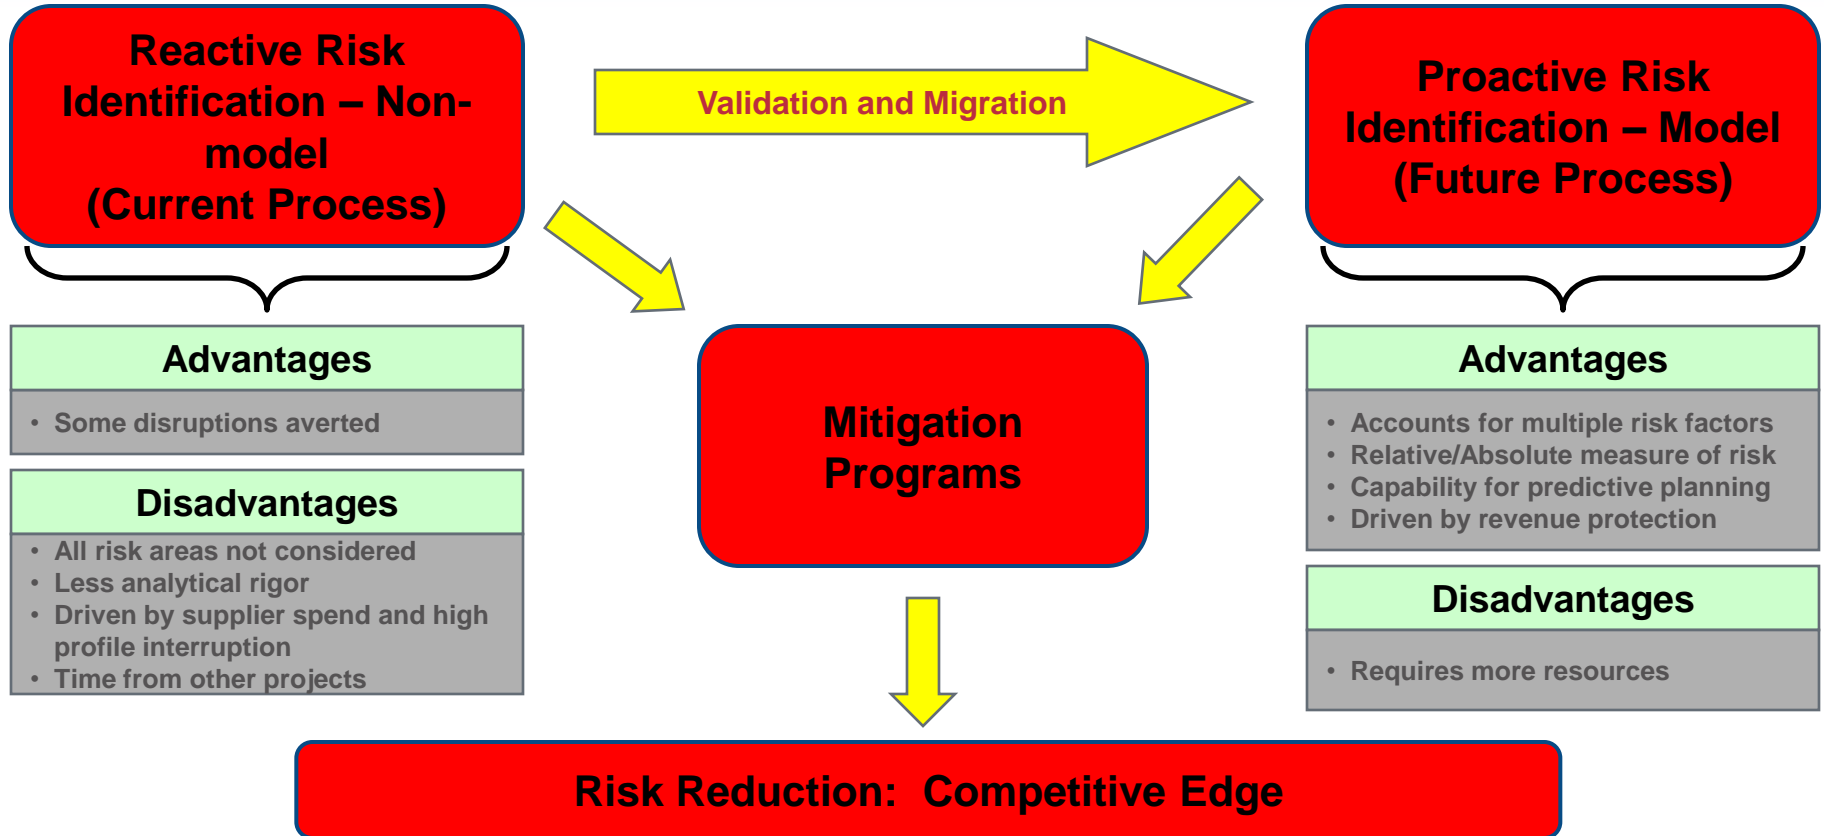 Reactive Risk
Identification – Non-
model
(Current Process)
Validation and Migration
Proactive Risk
Identification – Model
(Future Process)
Advantages
• Some disruptions averted
Disadvantages
• All risk areas not considered
• Less analytical rigor
• Driven by supplier spend and high
profile interruption
• Time from other projects
Mitigation
Programs
Advantages
• Accounts for multiple risk factors
• Relative/Absolute measure of risk
• Capability for predictive planning
• Driven by revenue protection
Disadvantages
• Requires more resources
Risk Reduction:  Competitive Edge